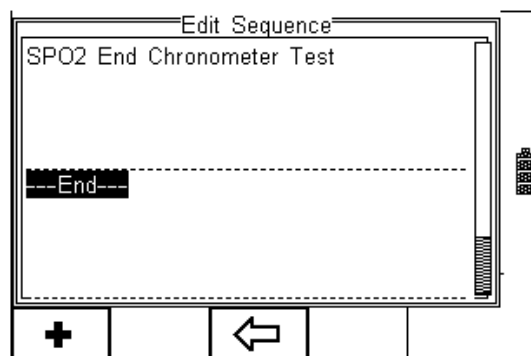 Edit Sequence
SPO2 End Chronometer Test
---End---